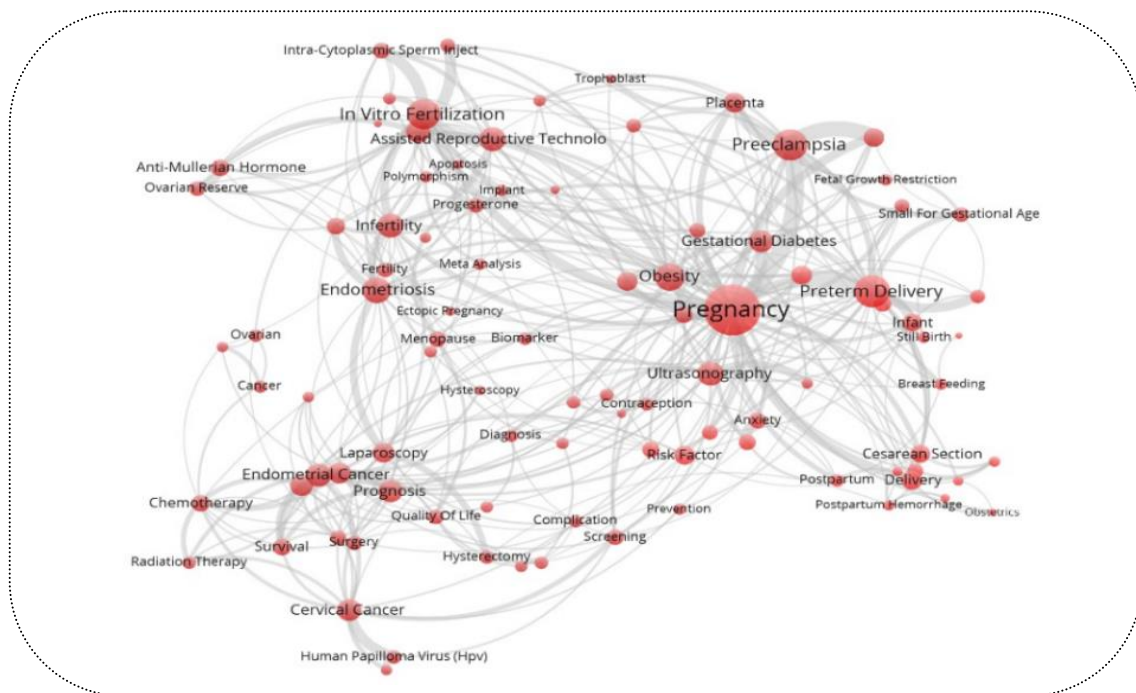 Intra-Cytoplasmic Sperm Inject
Trophoblast
Placenta
In Vitro Fertilization
Assisted Reproductive Technolo
Preeclampsia
Apoptosis
Anti-Mullerian Hormone
Polymorphism
Fetal Growth Restriction
Ovarian Reserve
Implant
Progesterone
Small For Gestational Age
Infertility
Gestational Diabetes
Meta Analysis
Fertility
Obesity
Endometriosis
Preterm Delivery
Pregnancy
Ectopic Pregnancy
Infant
Ovarian
Menopause
Biomarker
Still Birth
Ultrasonography
Cancer
Breast Feeding
Hysteroscopy
Contraception
Anxiety
Diagnosis
Laparoscopy
Risk Factor
Cesarean Section
Endometrial Cancer
Postpartum
Delivery
Prognosis
Chemotherapy
Postpartum Hemorrhage
Prevention
Obstetrics
Quality Of Life
Complication
Screening
Survival
Surgery
Hysterectomy
Radiation Therapy
Cervical Cancer
Human Papilloma Virus (Hpv)